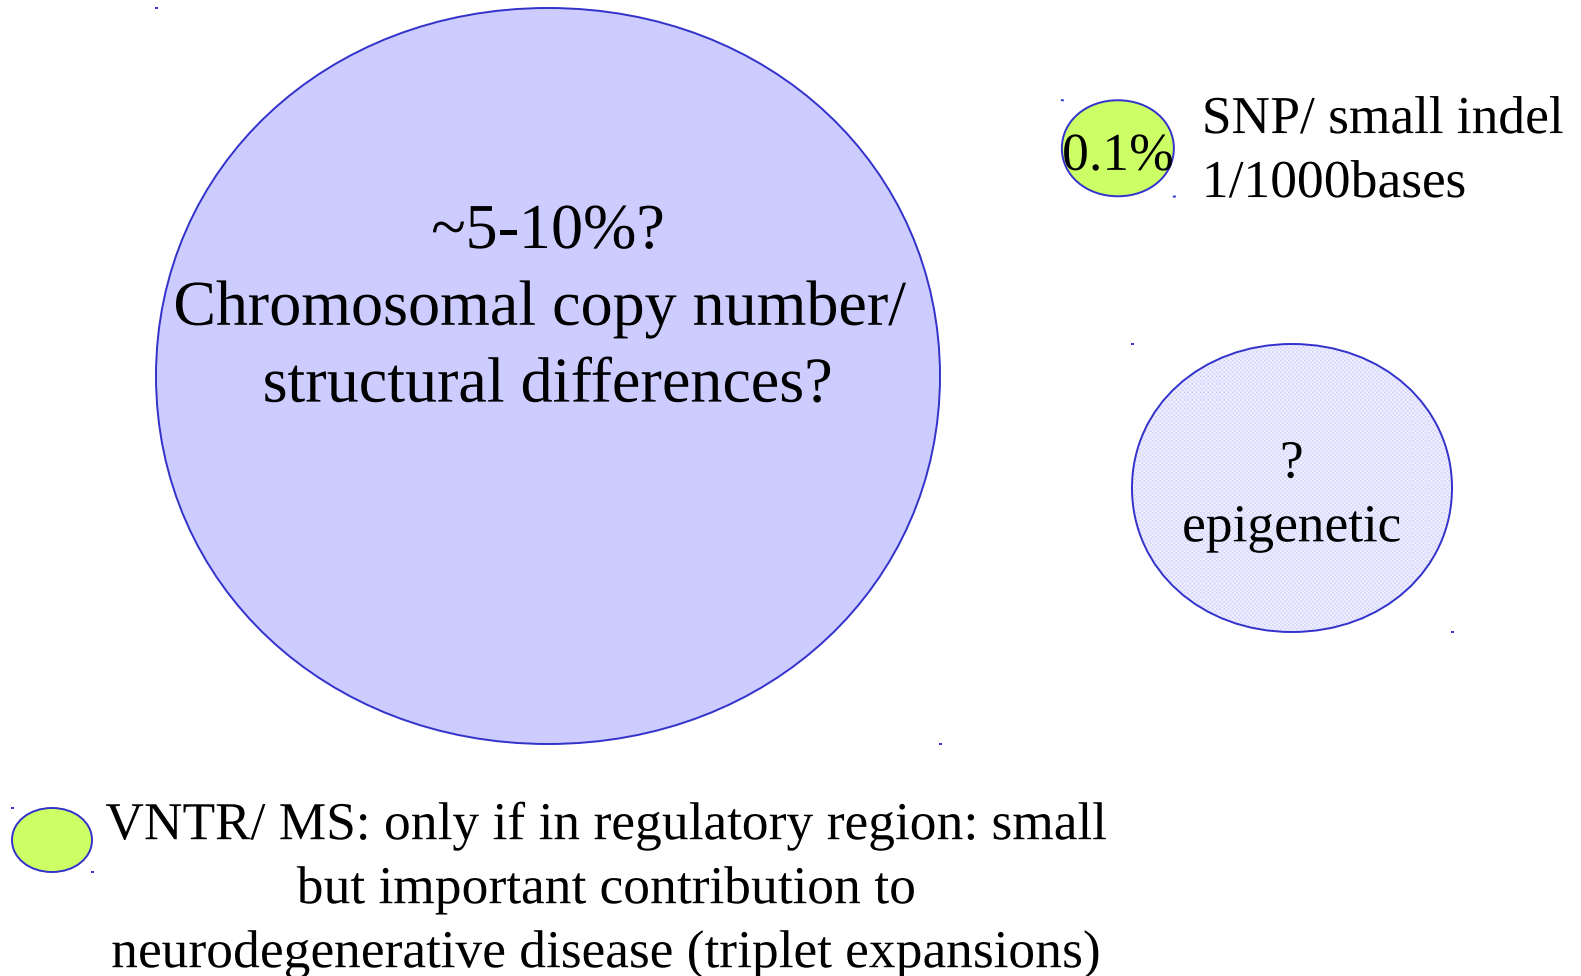 ~5-10%?
Chromosomal copy number/
structural differences?
0.1%
SNP/ small indel
1/1000bases
?
epigenetic
VNTR/ MS: only if in regulatory region: small
but important contribution to
neurodegenerative disease (triplet expansions)